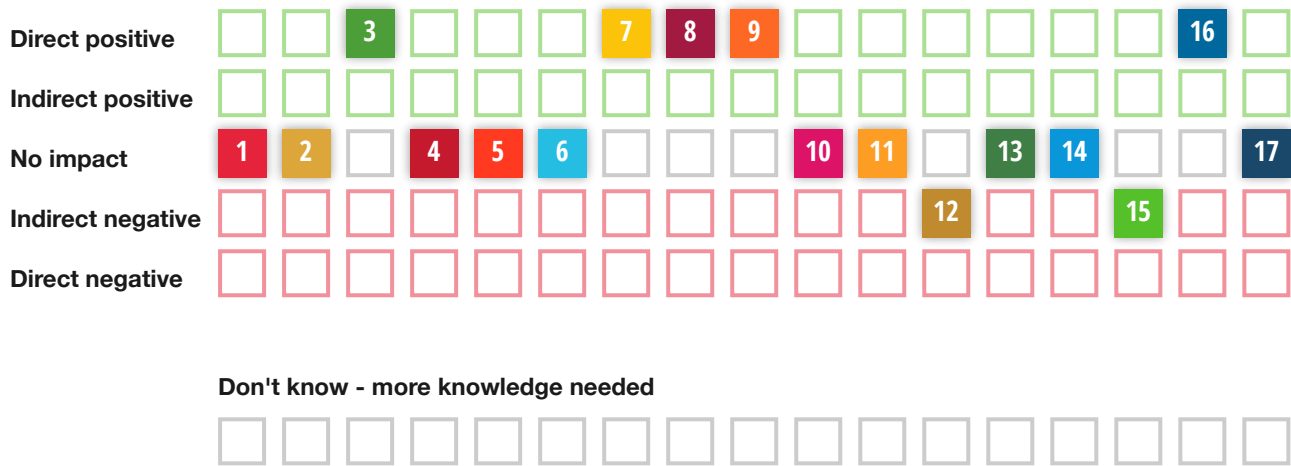 Direct positive 3 7 8 9 16
Indirect positive
No impact 1 2 4 5 6 10 11 13 14 17
Indirect negative 12 15
Direct negative
Don't know - more knowledge needed